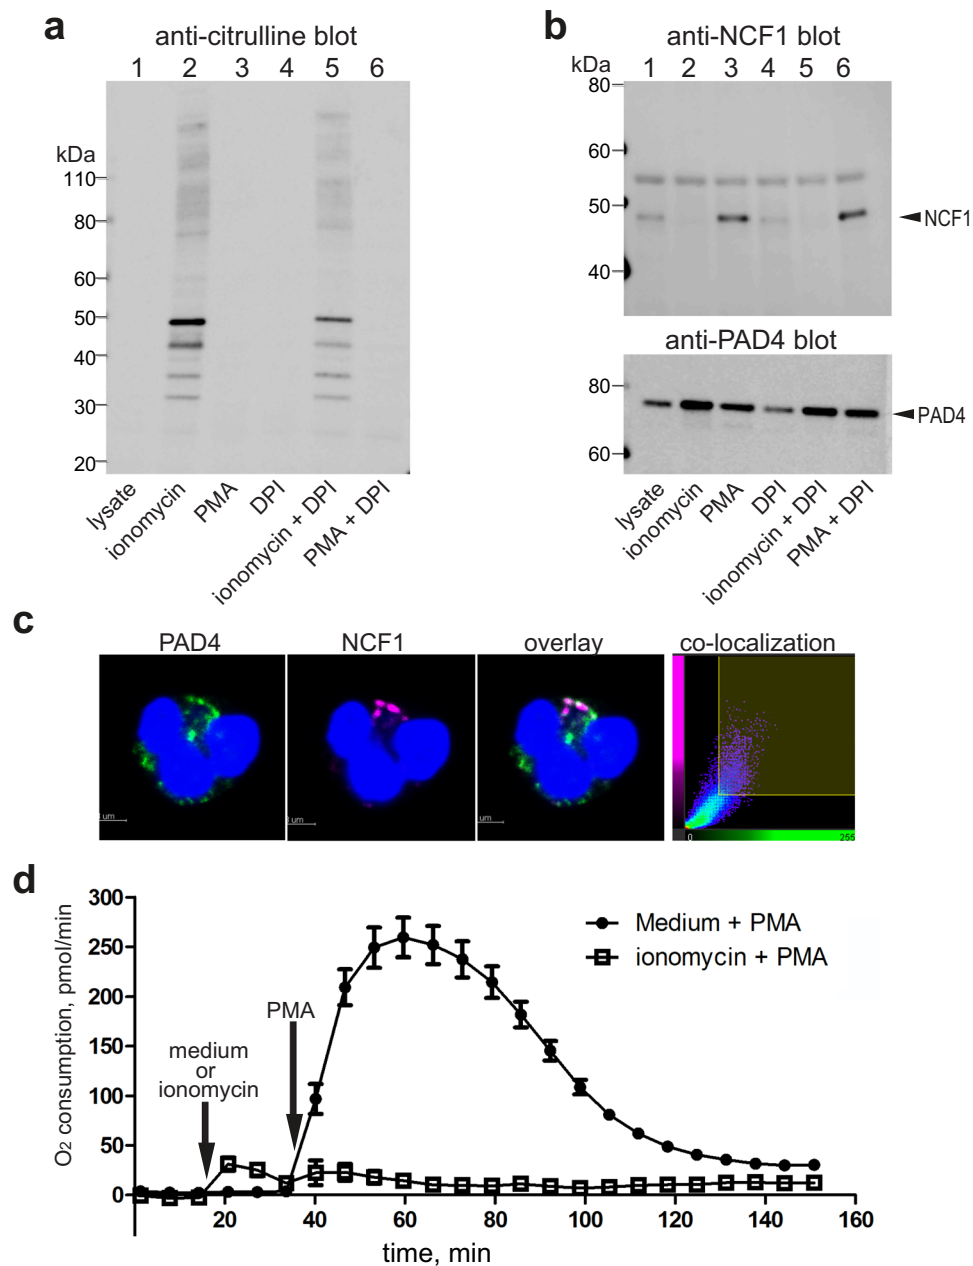 a
anti-citrulline blot
1 2 3 4 5 6
kDa
110
80
60
50
40
30
20
lysate
ionomycin
PMA
DPI
ionomycin + DPI
PMA + DPI
b
anti-NCF1 blot
kDa 1 2 3 4 5 6
80
60
50
40
NCF1
anti-PAD4 blot
80
60
PAD4
lysate
ionomycin
PMA
DPI
ionomycin + DPI
PMA + DPI
c
PAD4 NCF1 overlay co-localization
um
um
um
0 255
d
O2 consumption, pmol/min
300
250
200
150
100
50
0
Medium + PMA
ionomycin + PMA
PMA
medium
or
ionomycin
20 40 60 80 100 120 140 160
time, min